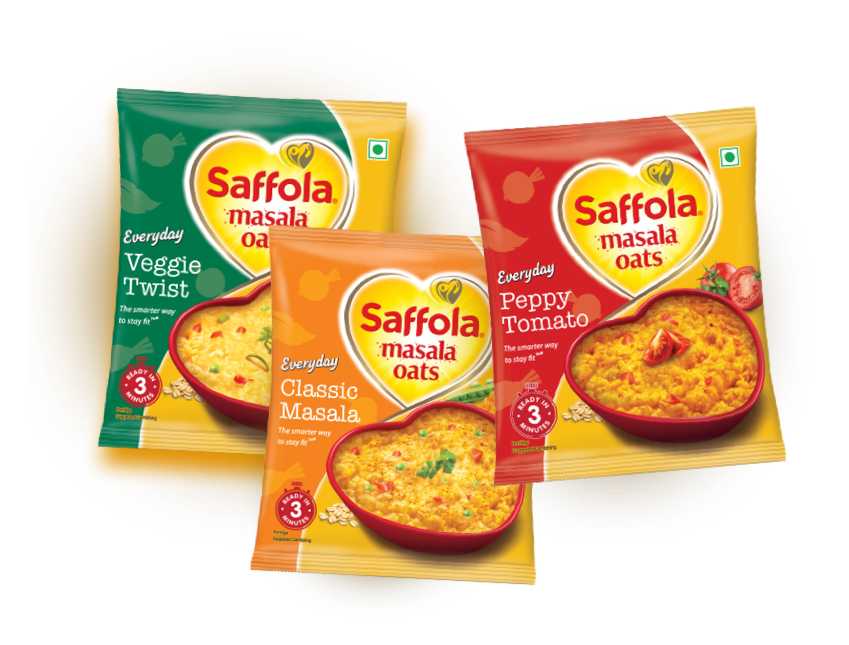 Saffola
masala
oa
Everyday
Veggie
Twist
The smarter way
to stay fit
READY IN
3
MINUTES
Saffola
masala
oats
Everyday
Classic
Masala
The smarter way
to stay fit
READY IN
3
MINUTES
Saffola
masala
oats
Everyday
Peppy
Tomato
The smarter way
to stay fit
READY IN
3
MINUTES